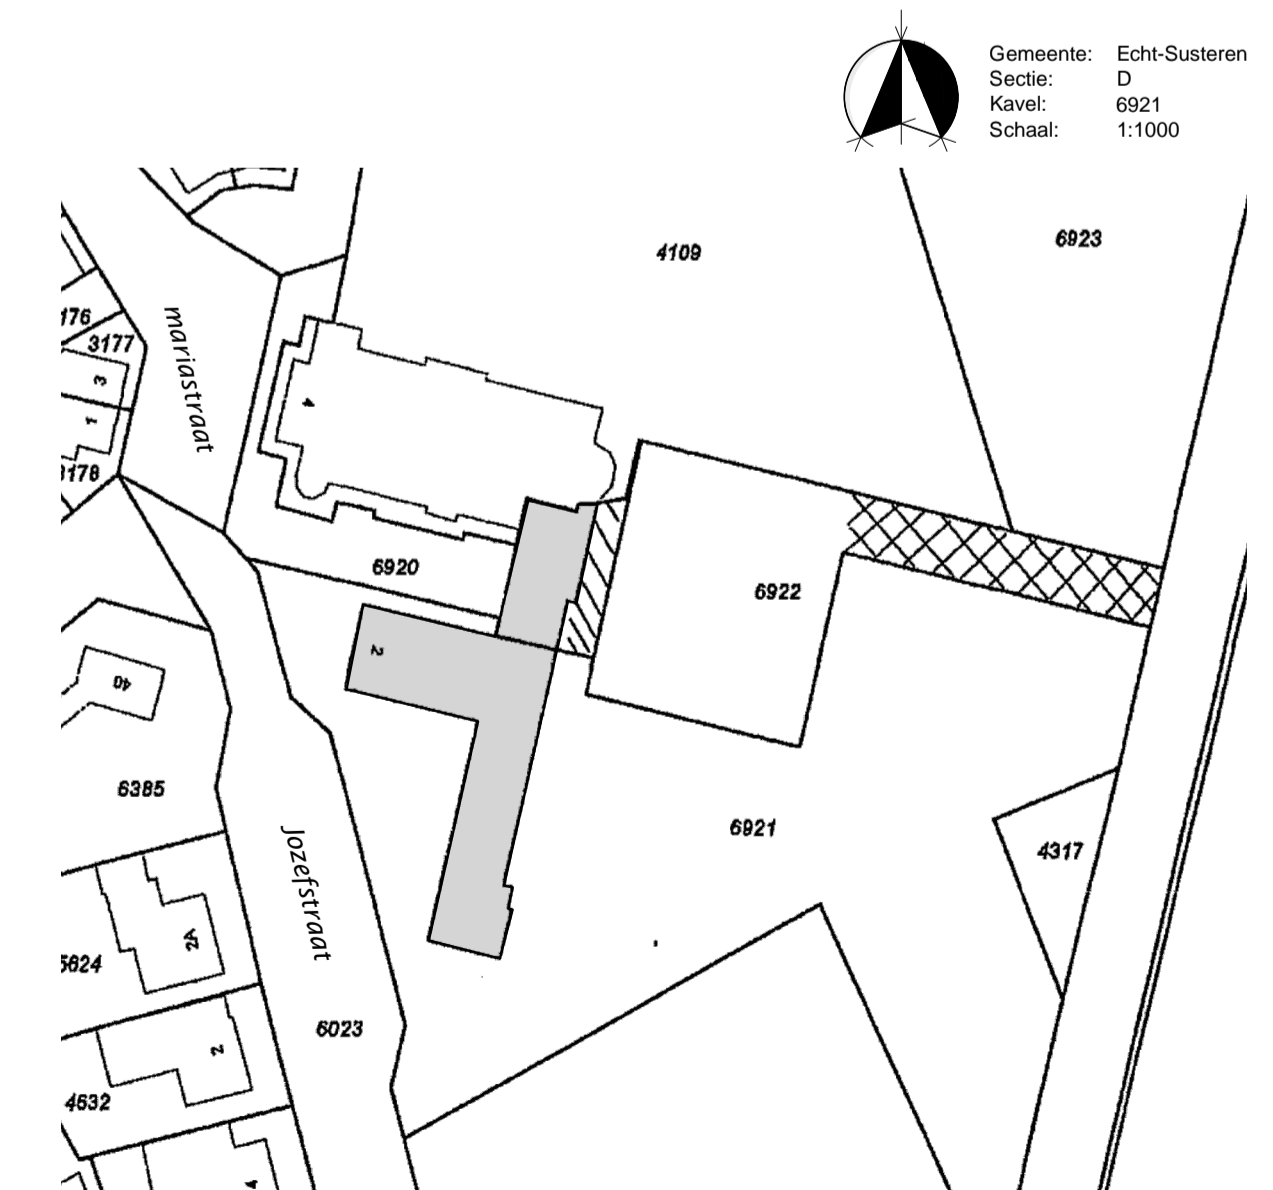 Gemeente: Echt-Susteren
Sectie: D
Kavel: 6921
Schaal: 1:1000
4109
6923
176
3177
3
mariastraat
4
1
3178
6920
6922
2
40
6385
6921
4317
Jozefstraat
2A
5624
6023
2
4632
4